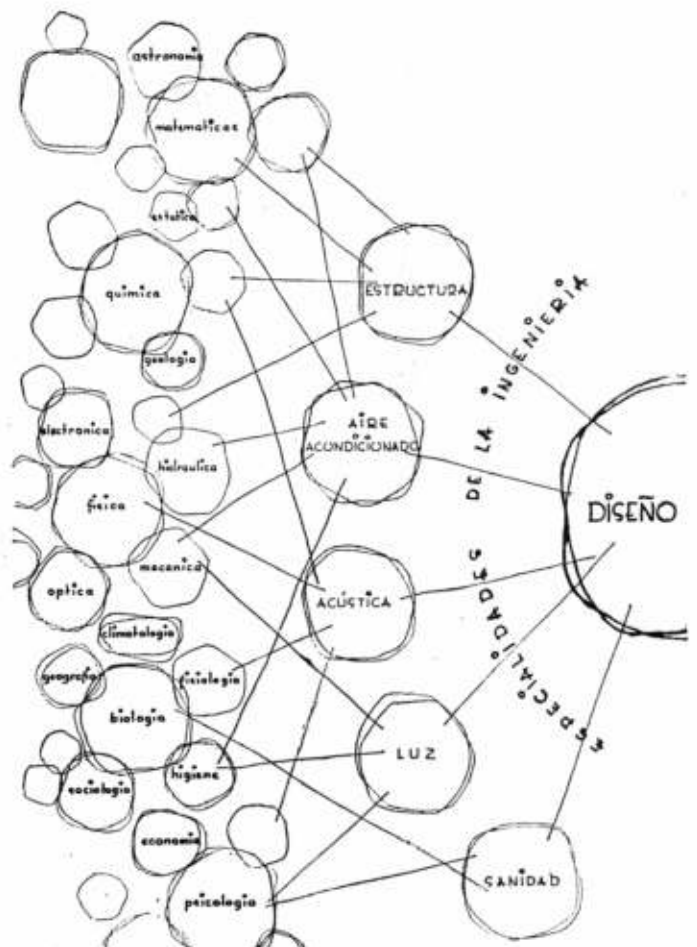 astronomia
matematicas
estatica
quimica
geologia
electronica
hidraulica
fisica
mecanica
optica
climatologia
geografia
fisiologia
biologia
higiene
sociologia
economia
psicologia
ESTRUCTURA
AIRE
ACONDICIONADO
ACÚSTICA
LUZ
SANIDAD
ESPECIALIDADES DE LA INGENIERIA
DISEÑO